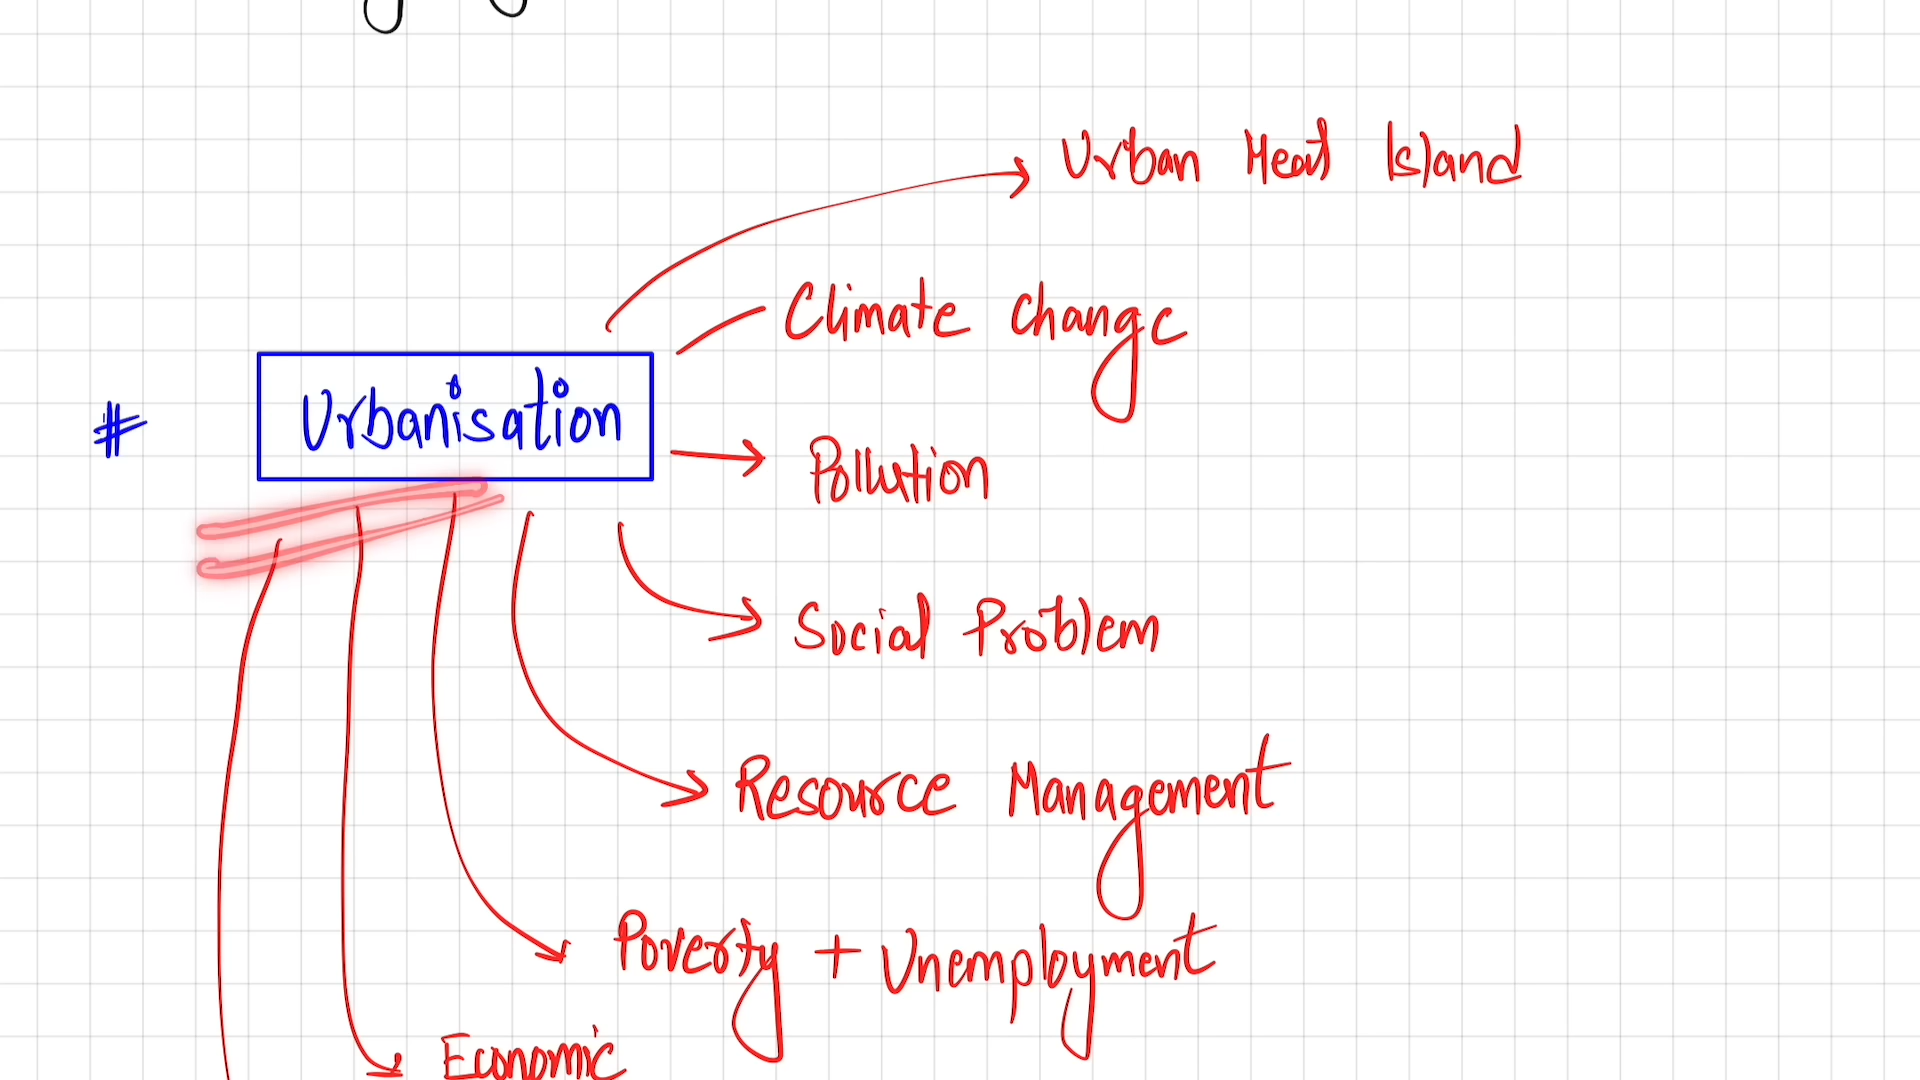 Urban Heat Island
Climate Change
# Urbanisation
Pollution
Social Problem
Resource Management
Poverty + Unemployment
Economic